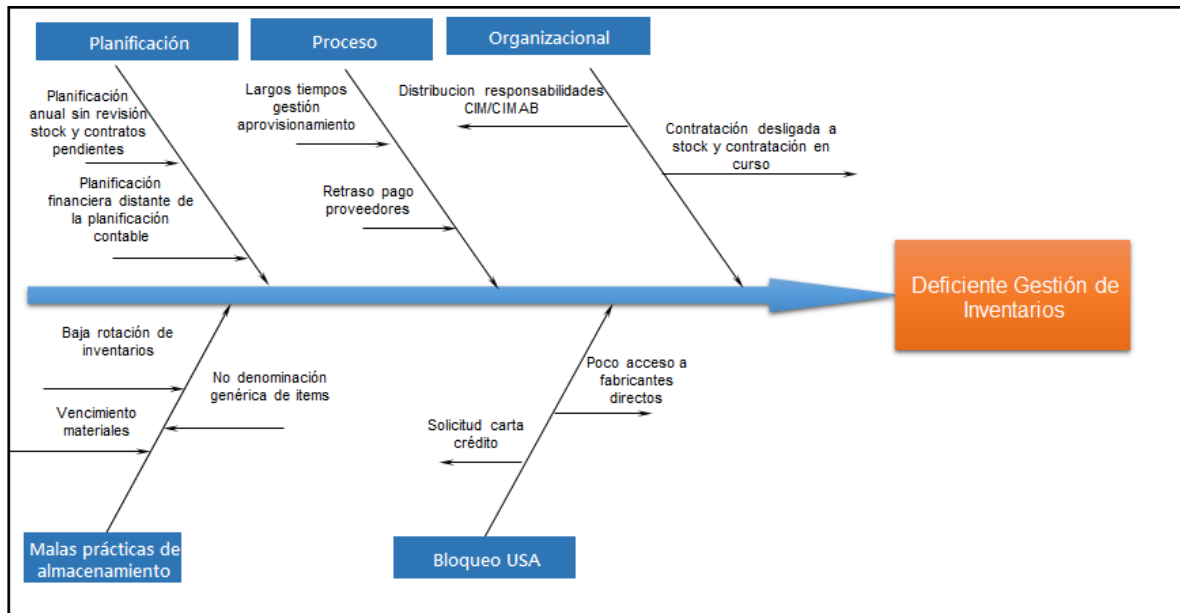 Planificación
Proceso
Organizacional
Planificación
anual sin revisión
stock y contratos
pendientes
Planificación
financiera distante de
la planificación
contable
Largos tiempos
gestión
aprovisionamiento
Retraso pago
proveedores
Distribucion responsabilidades
CIM/CIMAB
Contratación desligada a
stock y contratación en
curso
Deficiente Gestión de
Inventarios
Baja rotación de
inventarios
No denominación
genérica de items
Vencimiento
materiales
Poco acceso a
fabricantes
directos
Solicitud carta
crédito
Malas prácticas de
almacenamiento
Bloqueo USA